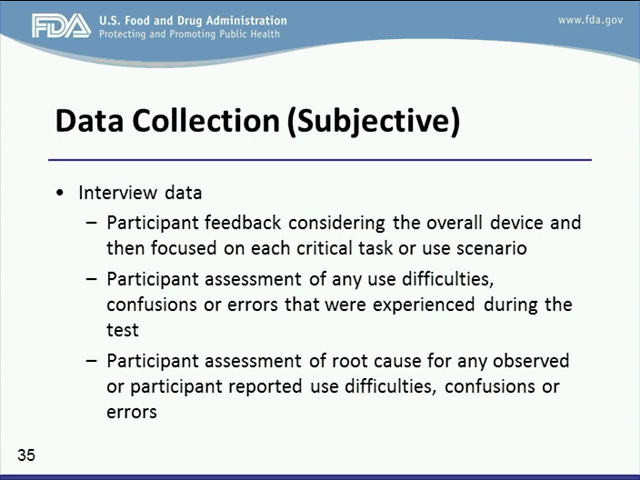 FDA U.S. Food and Drug Administration
Protecting and Promoting Public Health
www.fda.gov
Data Collection (Subjective)
• Interview data
– Participant feedback considering the overall device and
then focused on each critical task or use scenario
– Participant assessment of any use difficulties,
confusions or errors that were experienced during the
test
– Participant assessment of root cause for any observed
or participant reported use difficulties, confusions or
errors
35